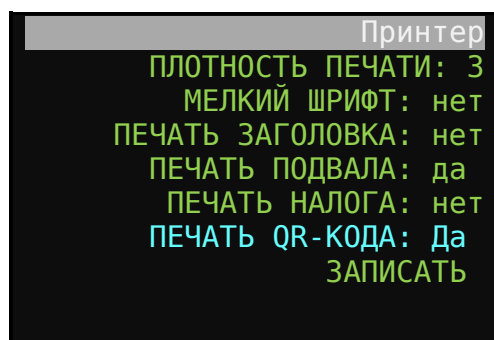 Принтер
ПЛОТНОСТЬ ПЕЧАТИ: 3
МЕЛКИЙ ШРИФТ: нет
ПЕЧАТЬ ЗАГОЛОВКА: нет
ПЕЧАТЬ ПОДВАЛА: да
ПЕЧАТЬ НАЛОГА: нет
ПЕЧАТЬ QR-КОДА: Да
ЗАПИСАТЬ